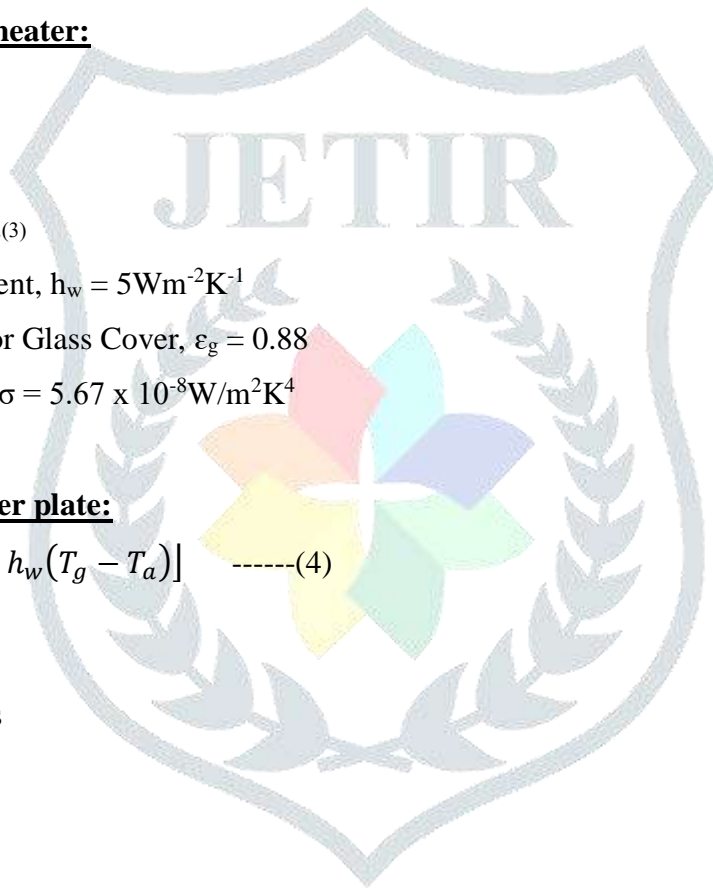 heater:
JETIR
(3)
ent, h_w = 5Wm^-2K^-1
or Glass Cover, ε_g = 0.88
σ = 5.67 x 10^-8W/m^2K^4
er plate:
h_w(T_g − T_a)⌋ ------(4)
s